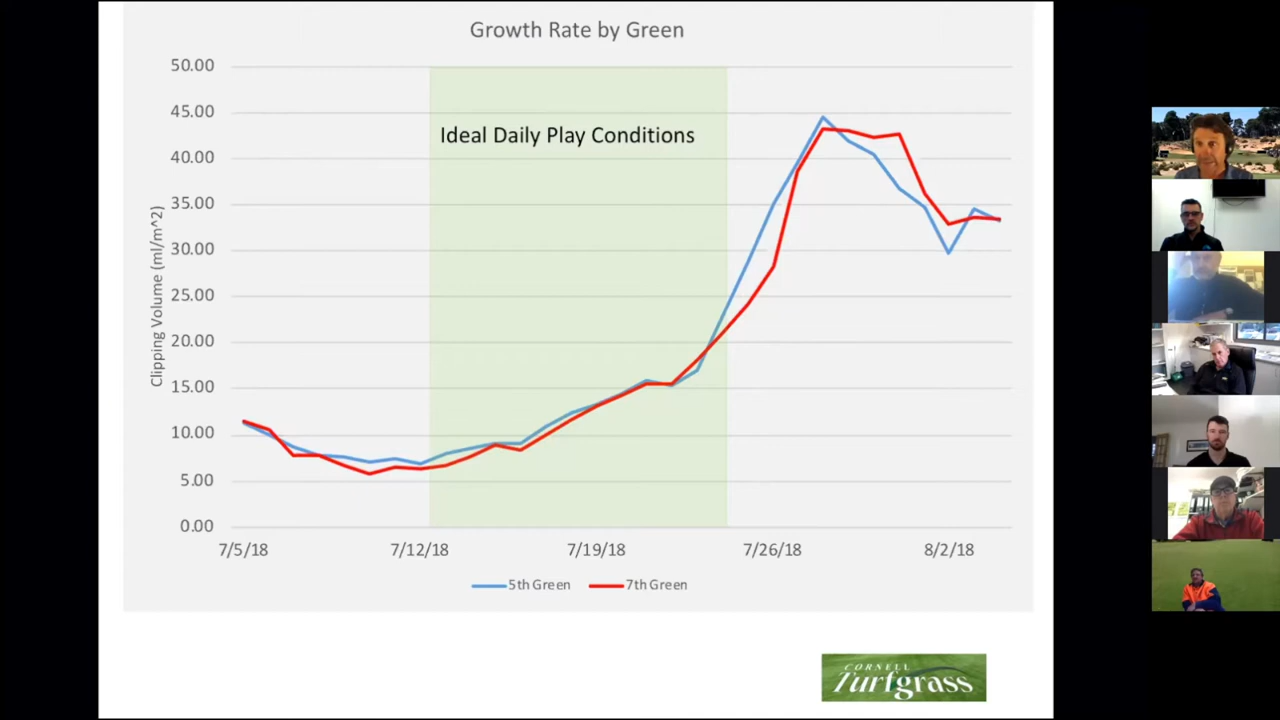 Growth Rate by Green
50.00
45.00
40.00
35.00
30.00
25.00
20.00
15.00
10.00
5.00
0.00
Clipping Volume (ml/m^2)
Ideal Daily Play Conditions
7/5/18 7/12/18 7/19/18 7/26/18 8/2/18
5th Green 7th Green
CORNELL
Turfgrass